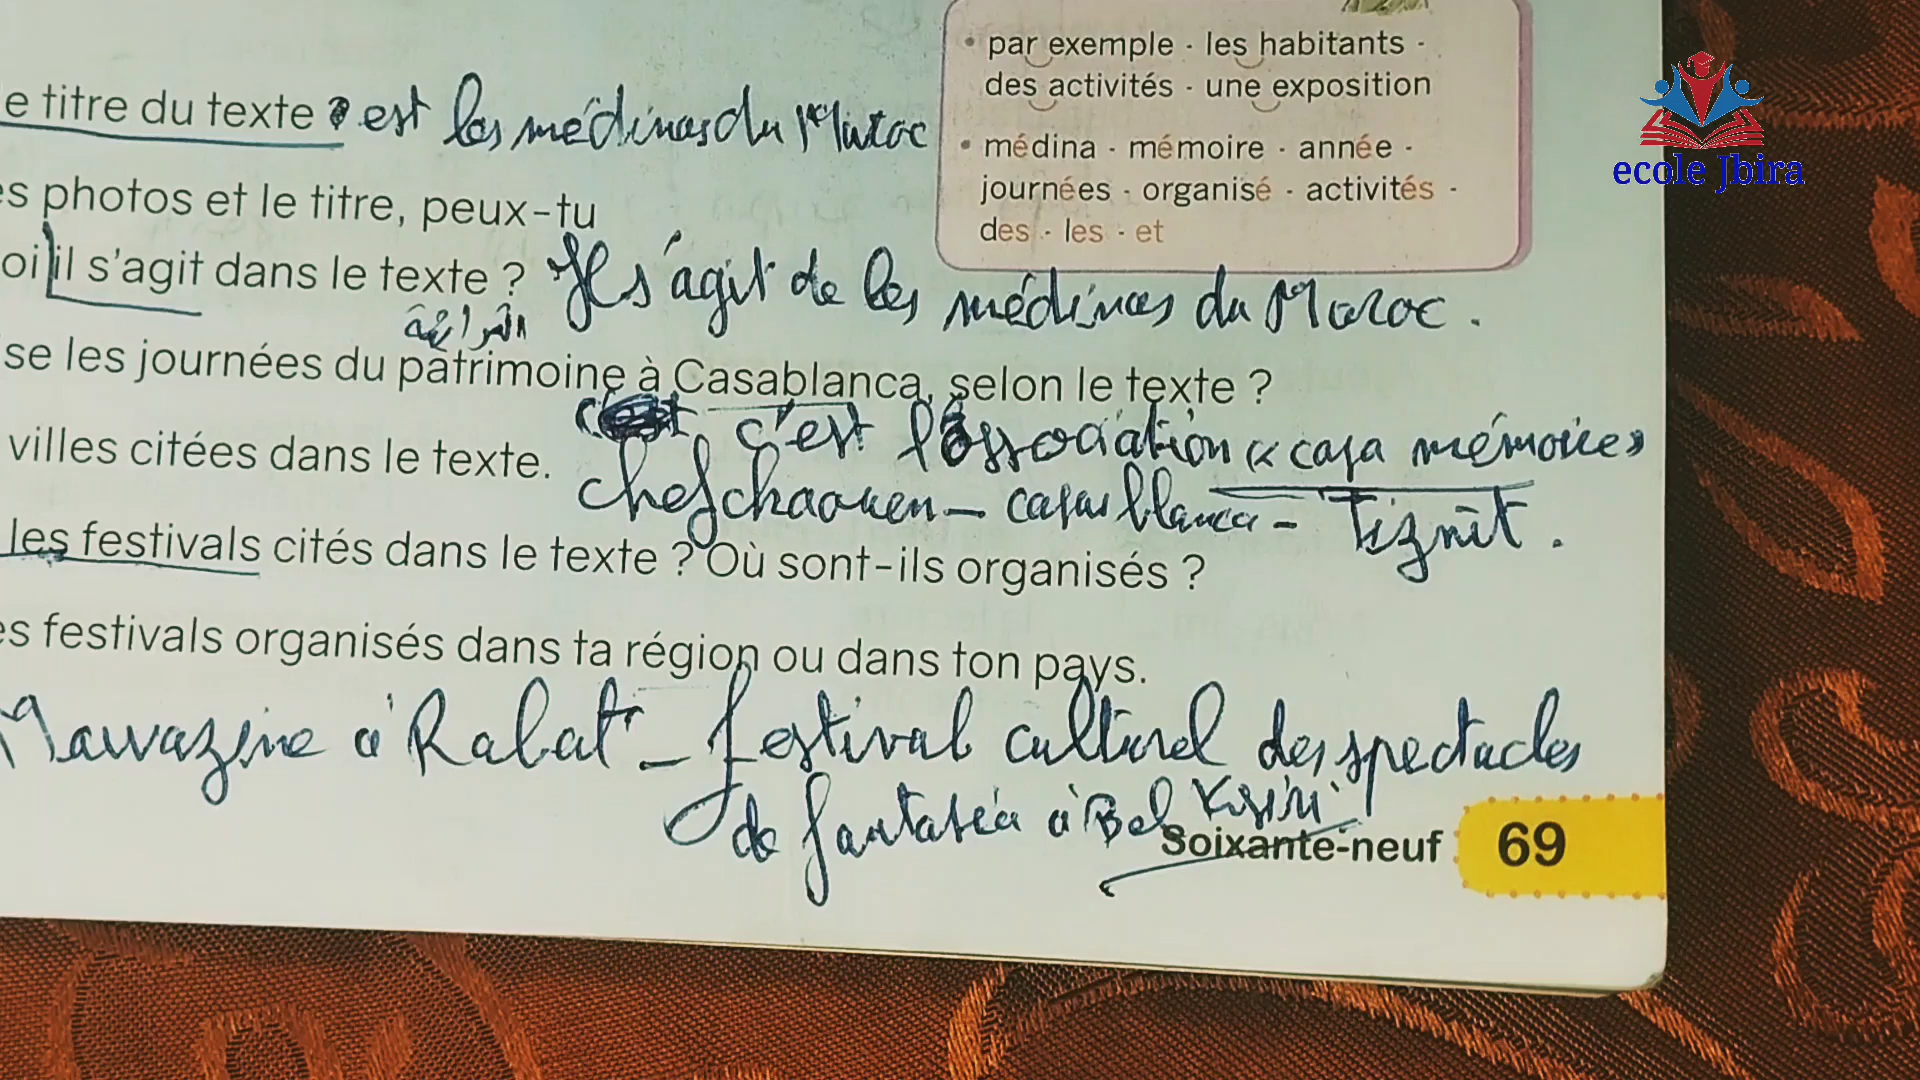 par exemple - les habitants -
des activités - une exposition
médina - mémoire - année -
journées - organisé - activités -
des - les - et
ecole Jbira
e titre du texte ? est les médinas du Maroc
es photos et le titre, peux-tu
oi il s'agit dans le texte ? Il s'agit de les médinas du Maroc.
se les journées du patrimoine à Casablanca, selon le texte ?
c'est l'association « casa mémoire»
villes citées dans le texte.
chefchaouen - casablanca - Tiznit.
les festivals cités dans le texte ? Où sont-ils organisés ?
es festivals organisés dans ta région ou dans ton pays.
Mawazine à Rabat - festival culturel des spectacles
de fantasia à Bel Ksiri
Soixante-neuf 69